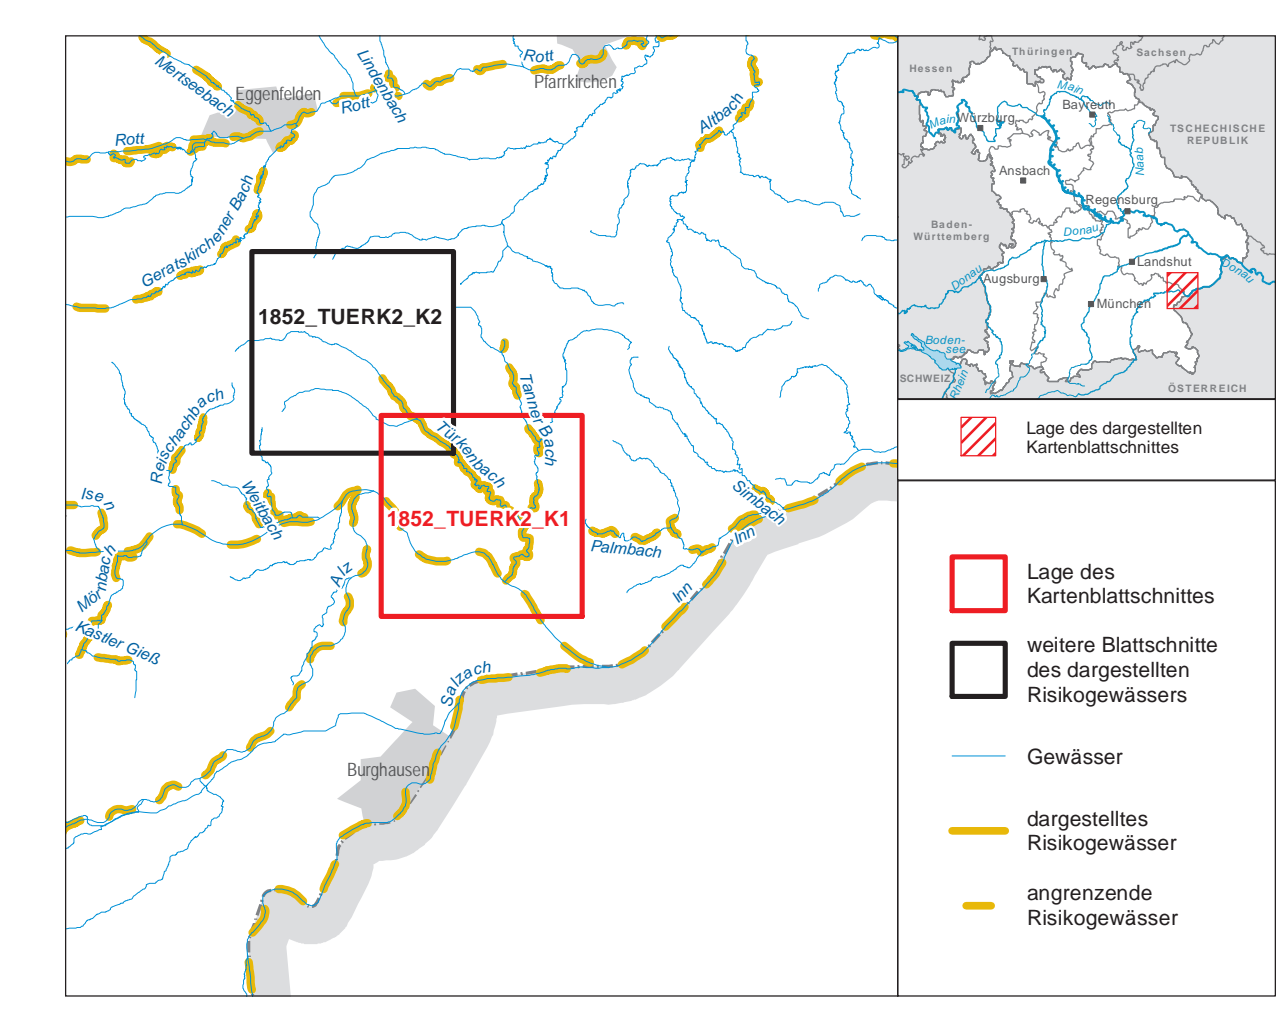 Mertseebach
Eggenfelden
Lindenbach
Rott
Rott
Pfarrkirchen
Rott
Altbach
Geratskirchener Bach
1852_TUERK2_K2
Reischachbach
Tanner Bach
Türkenbach
Isen
Weitbach
1852_TUERK2_K1
Simbach
Inn
Palmbach
Mörnbach
Alz
Inn
Kastler Gieß
Salzach
Burghausen
Thüringen
Sachsen
Hessen
Main
Bayreuth
Main
Würzburg
TSCHECHISCHE
REPUBLIK
Naab
Ansbach
Regensburg
Baden-
Württemberg
Donau
Landshut
Donau
Augsburg
Donau
München
Boden-
see
SCHWEIZ
Rhein
ÖSTERREICH
Lage des dargestellten
Kartenblattschnittes
Lage des
Kartenblattschnittes
weitere Blattschnitte
des dargestellten
Risikogewässers
Gewässer
dargestelltes
Risikogewässer
angrenzende
Risikogewässer